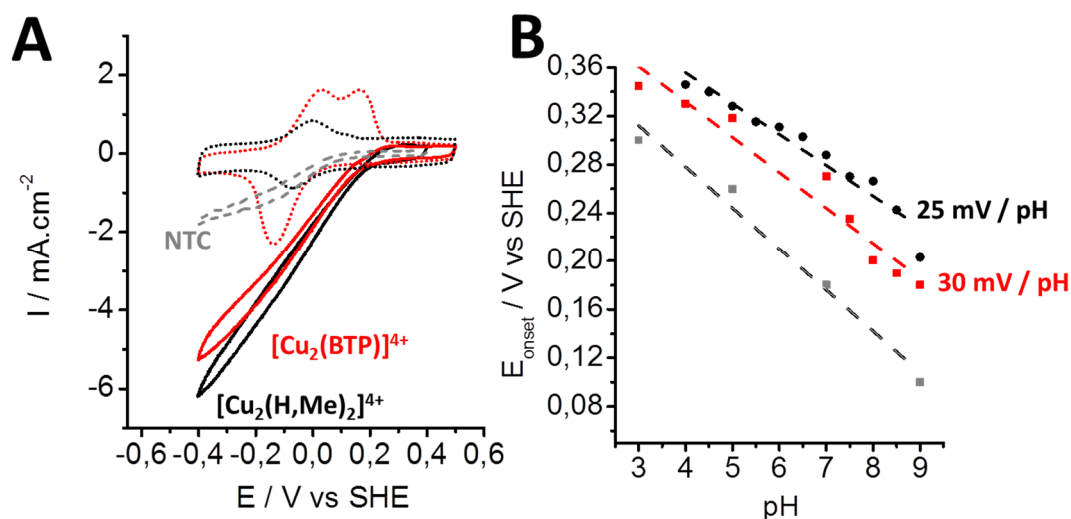 A
I / mA.cm⁻²
0
-2
-4
-6
NTC
[Cu₂(BTP)]⁴⁺
[Cu₂(H,Me)₂]⁴⁺
-0,6 -0,4 -0,2 0,0 0,2 0,4 0,6
E / V vs SHE
B
E_onset / V vs SHE
0,36
0,32
0,28
0,24
0,20
0,16
0,12
0,08
25 mV / pH
30 mV / pH
3 4 5 6 7 8 9
pH